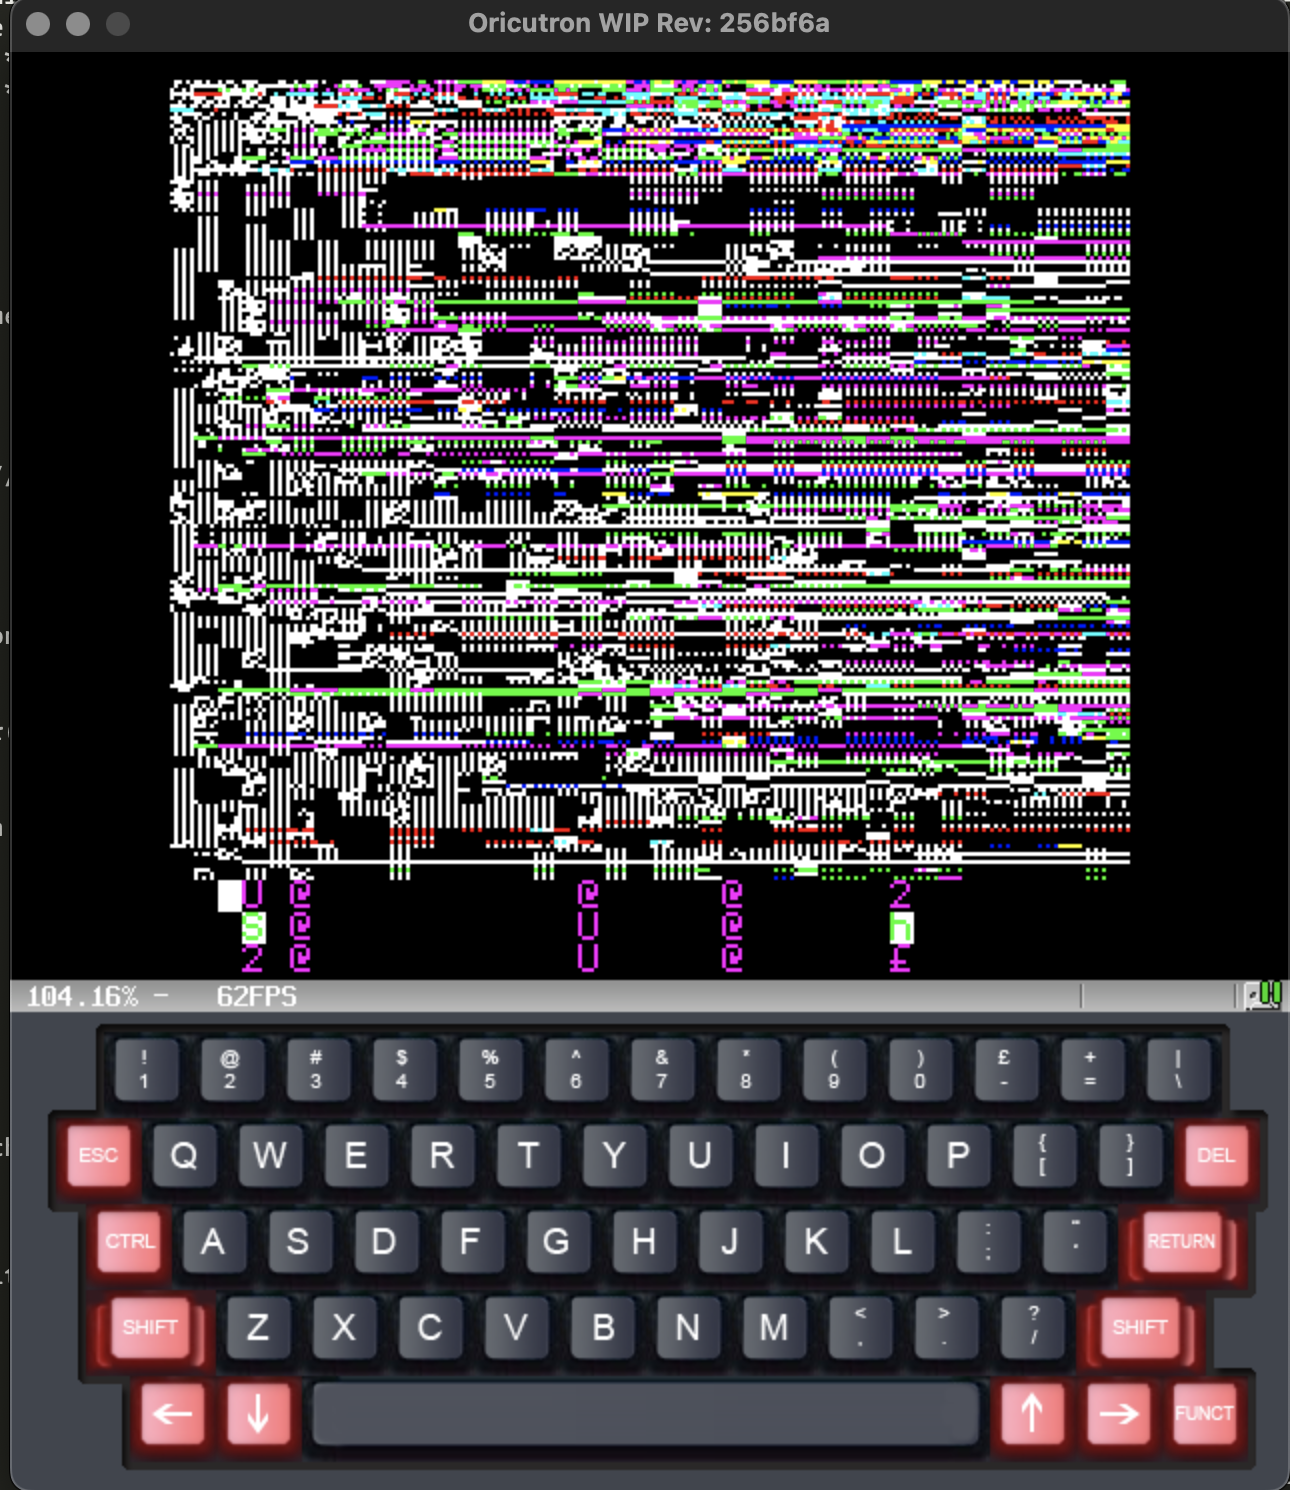 Oricutron WIP Rev: 256bf6a
U @ @ @ 2
S @ U @ h
2 @ U @ £
104.16% - 62FPS
! @ # $ % ^ & * ( ) £ + |
1 2 3 4 5 6 7 8 9 0 - = \
ESC Q W E R T Y U I O P { [ } ] DEL
CTRL A S D F G H J K L : ; " . RETURN
SHIFT Z X C V B N M < , > . ? / SHIFT
← ↓ ↑ → FUNCT